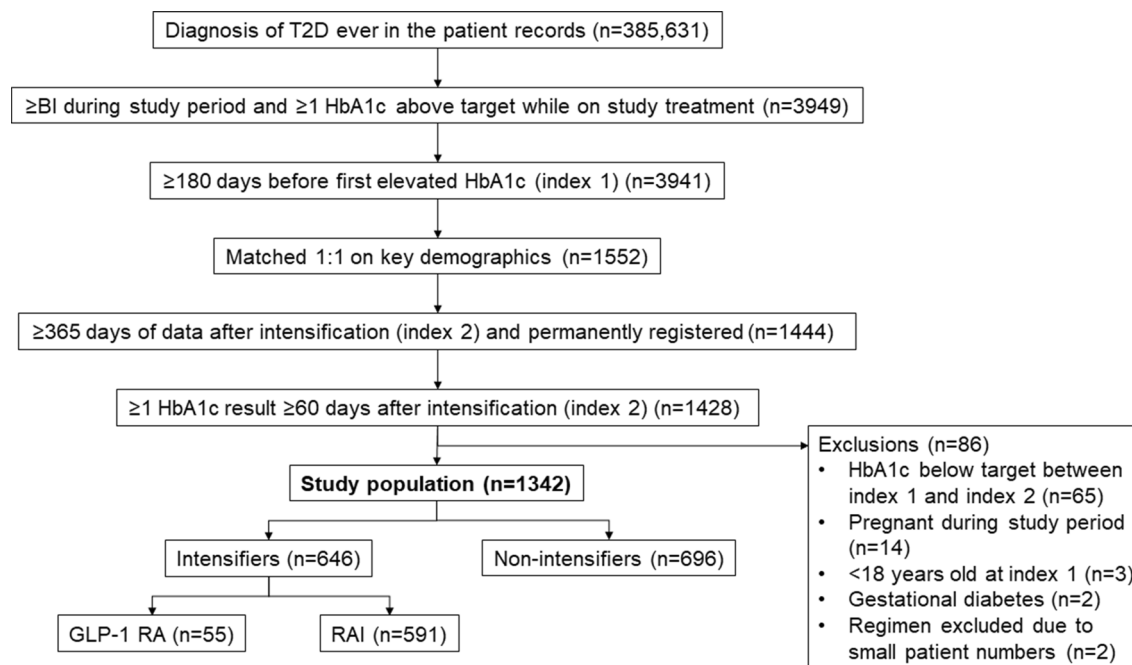 Diagnosis of T2D ever in the patient records (n=385,631)
≥BI during study period and ≥1 HbA1c above target while on study treatment (n=3949)
≥180 days before first elevated HbA1c (index 1) (n=3941)
Matched 1:1 on key demographics (n=1552)
≥365 days of data after intensification (index 2) and permanently registered (n=1444)
≥1 HbA1c result ≥60 days after intensification (index 2) (n=1428)
Exclusions (n=86)
• HbA1c below target between
index 1 and index 2 (n=65)
• Pregnant during study period
(n=14)
• <18 years old at index 1 (n=3)
• Gestational diabetes (n=2)
• Regimen excluded due to
small patient numbers (n=2)
Study population (n=1342)
Intensifiers (n=646)
Non-intensifiers (n=696)
GLP-1 RA (n=55)
RAI (n=591)